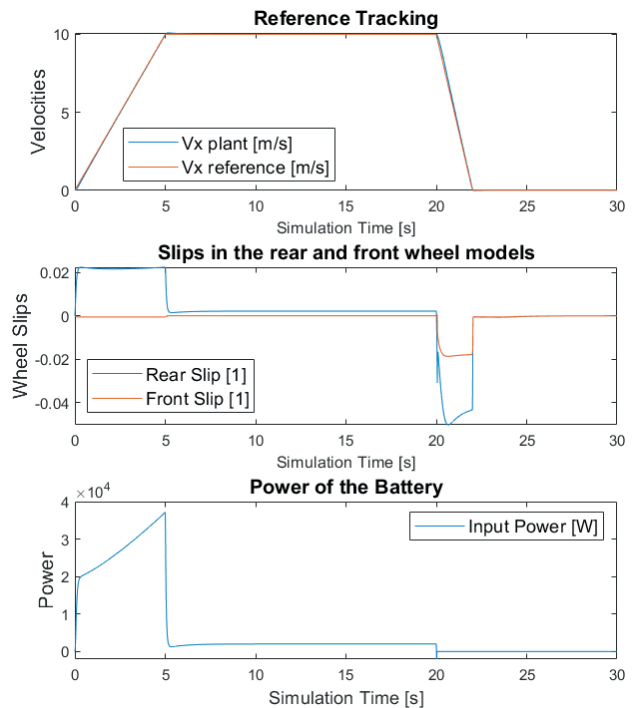 Reference Tracking
10
5
0
Velocities
Vx plant [m/s]
Vx reference [m/s]
0 5 10 15 20 25 30
Simulation Time [s]
Slips in the rear and front wheel models
0.02
0
-0.02
-0.04
Wheel Slips
Rear Slip [1]
Front Slip [1]
0 5 10 15 20 25 30
Simulation Time [s]
Power of the Battery
×10⁴
4
3
2
1
0
Power
Input Power [W]
0 5 10 15 20 25 30
Simulation Time [s]